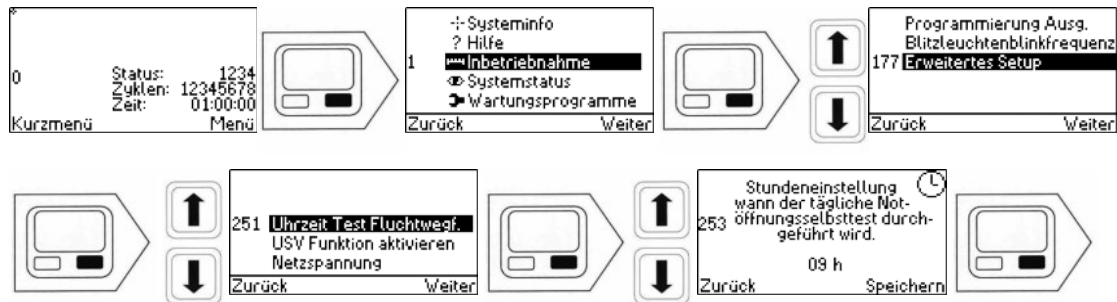 0
Status: 1234
Zyklen: 12345678
Zeit: 01:00:00
Kurzmenü Menü
Systeminfo
? Hilfe
1 Inbetriebnahme
Systemstatus
Wartungsprogramme
Zurück Weiter
Programmierung Ausg.
Blitzleuchtenblinkfrequenz
177 Erweitertes Setup
Zurück Weiter
251 Uhrzeit Test Fluchtwegf.
USV Funktion aktivieren
Netzspannung
Zurück Weiter
Stundeneinstellung
wann der tägliche Not-
253 öffnungsselbsttest durch-
geführt wird.
09 h
Zurück Speichern